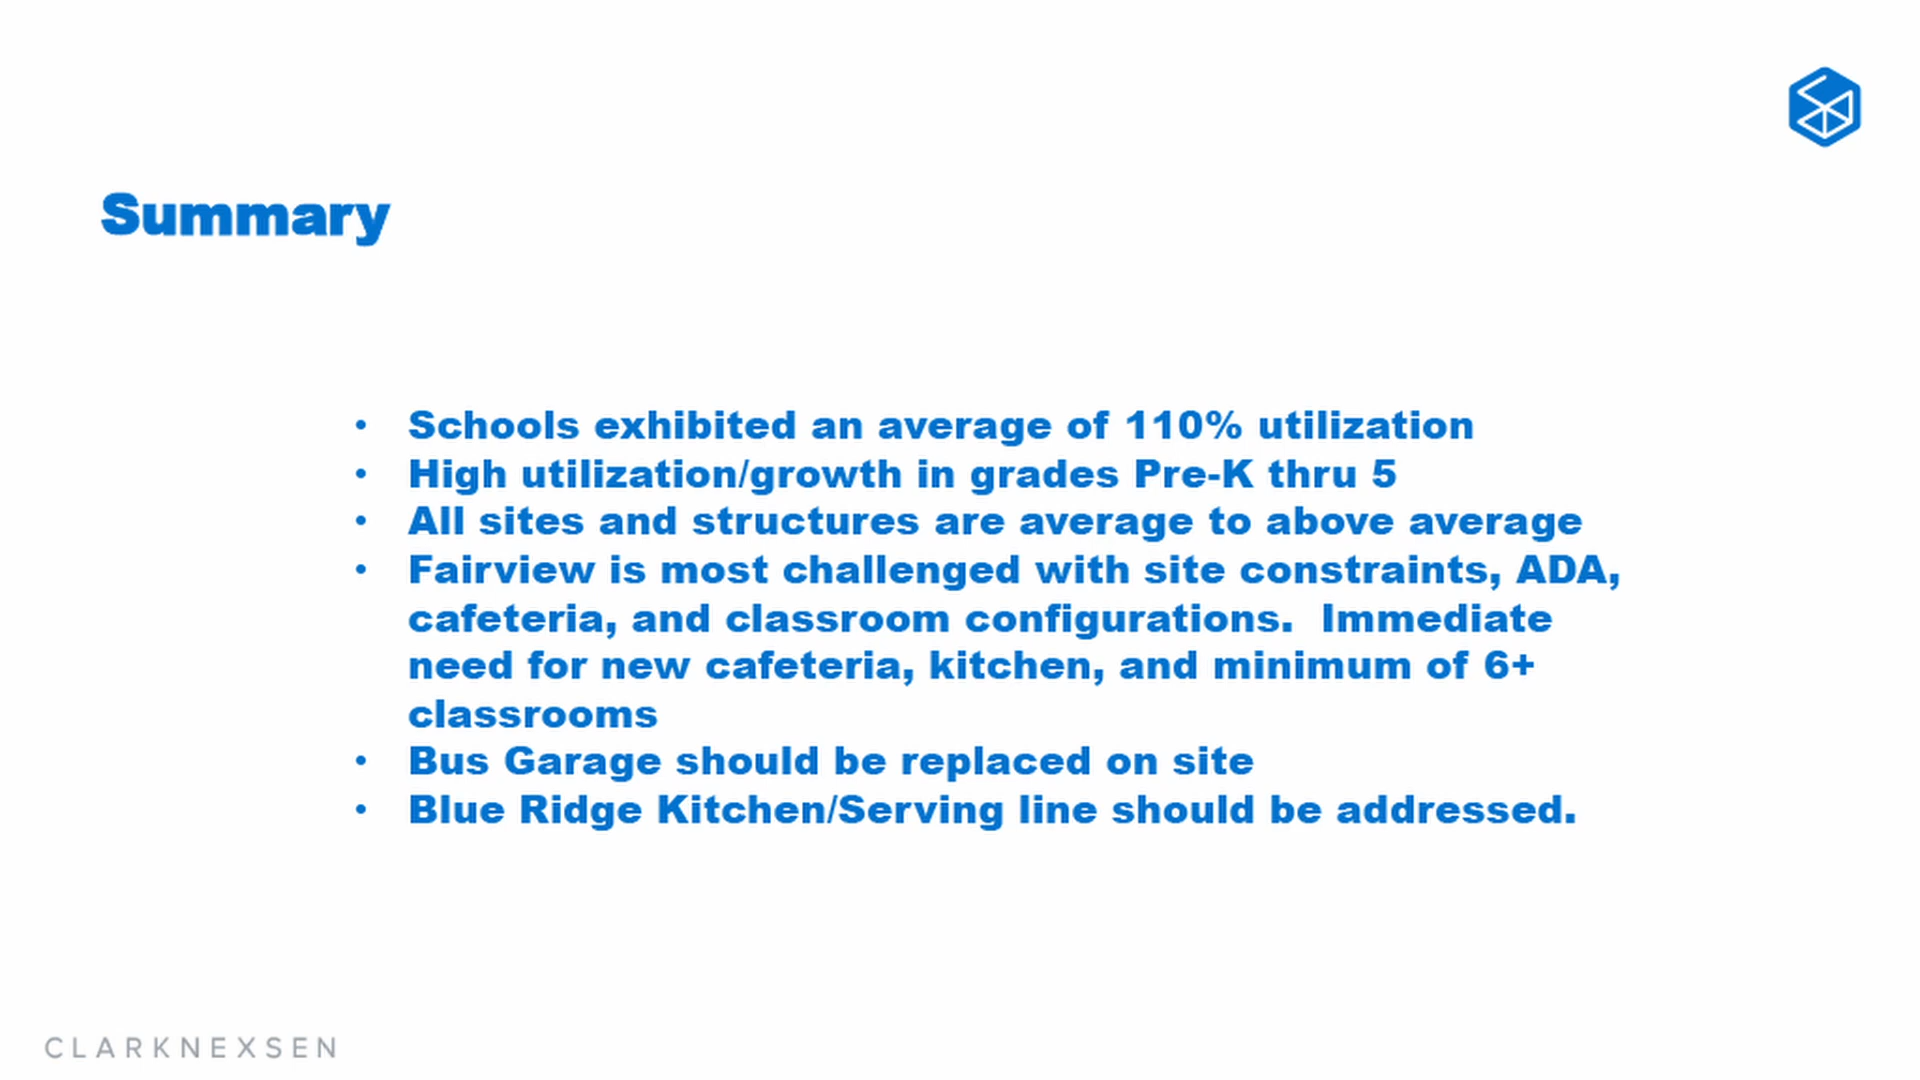 Summary
• Schools exhibited an average of 110% utilization
• High utilization/growth in grades Pre-K thru 5
• All sites and structures are average to above average
• Fairview is most challenged with site constraints, ADA,
cafeteria, and classroom configurations.  Immediate
need for new cafeteria, kitchen, and minimum of 6+
classrooms
• Bus Garage should be replaced on site
• Blue Ridge Kitchen/Serving line should be addressed.
CLARKNEXSEN